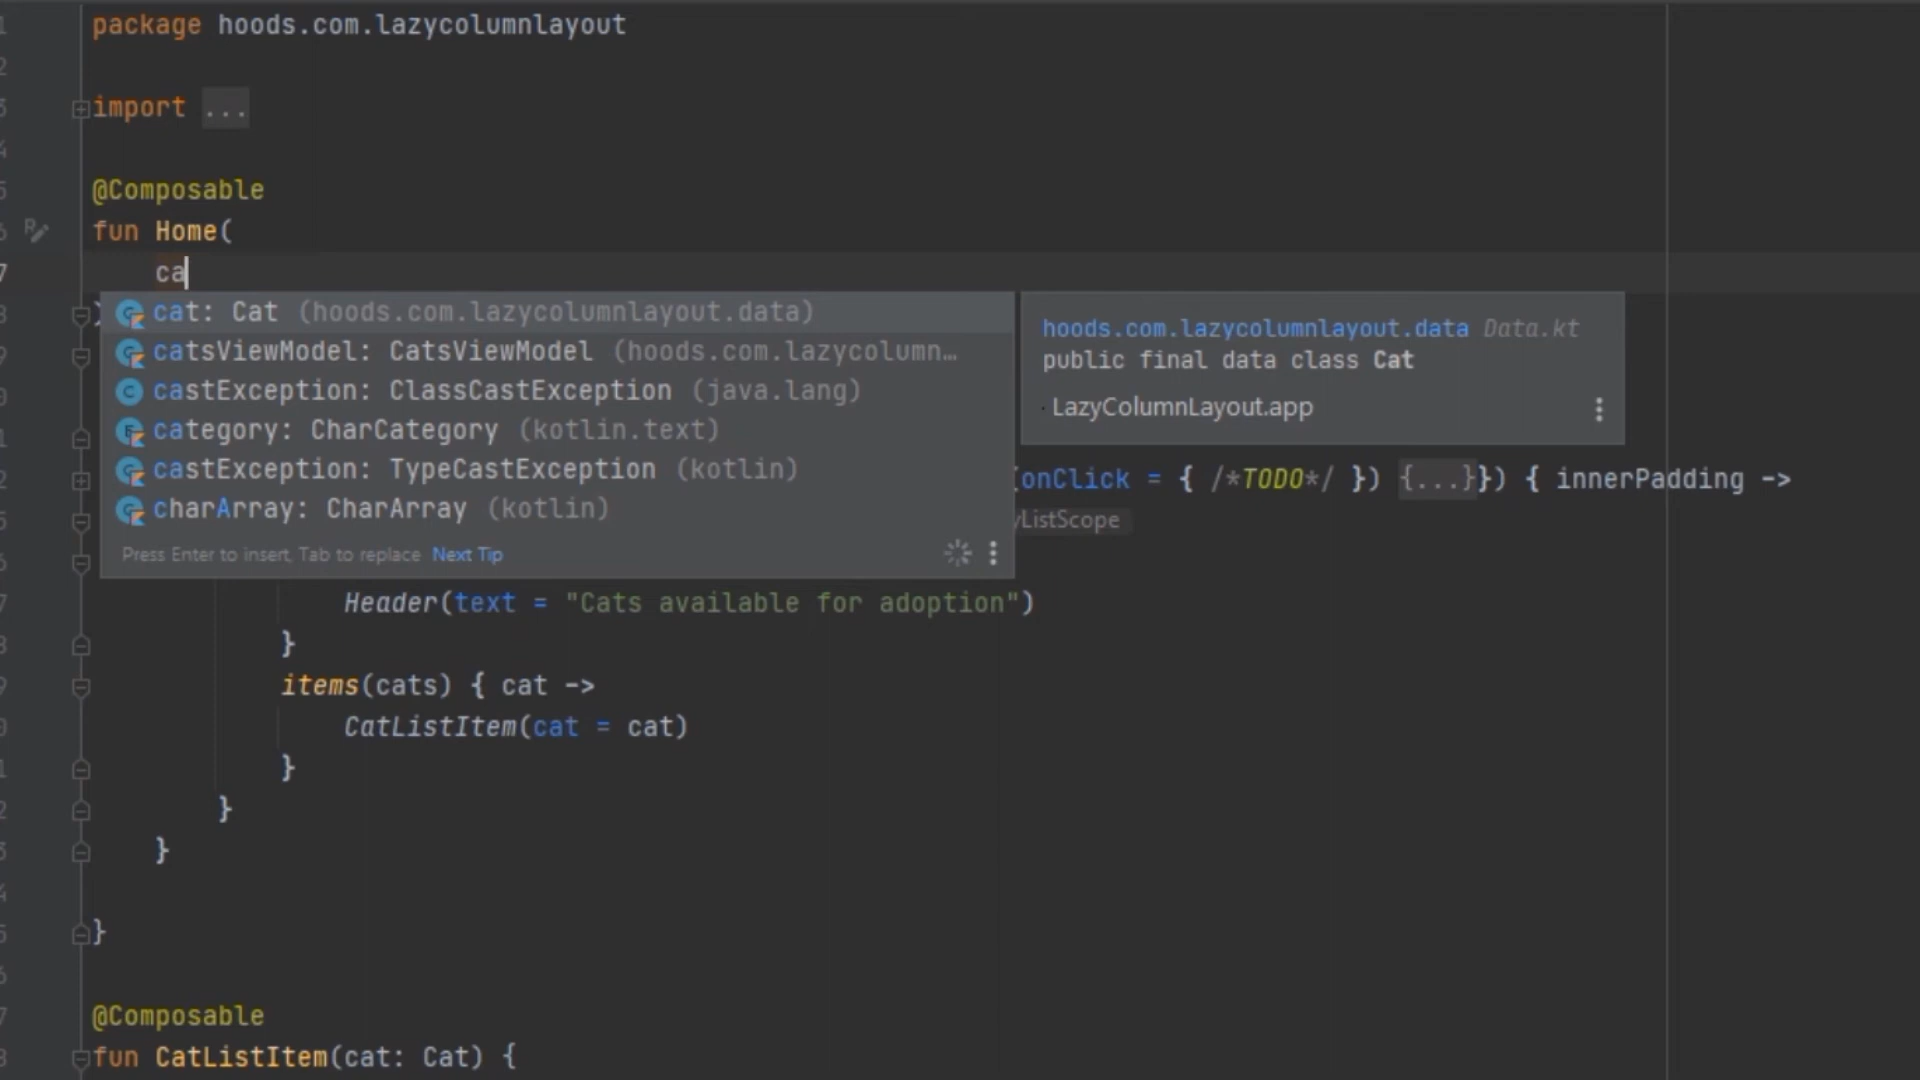 package hoods.com.lazycolumnlayout
import ...
@Composable
fun Home(
ca
)
cat: Cat (hoods.com.lazycolumnlayout.data)
catsViewModel: CatsViewModel (hoods.com.lazycolumn…
castException: ClassCastException (java.lang)
category: CharCategory (kotlin.text)
castException: TypeCastException (kotlin)
charArray: CharArray (kotlin)
Press Enter to insert, Tab to replace Next Tip
hoods.com.lazycolumnlayout.data Data.kt
public final data class Cat
LazyColumnLayout.app
(onClick = { /*TODO*/ }) {...}}) { innerPadding ->
yListScope
Header(text = "Cats available for adoption")
}
items(cats) { cat ->
CatListItem(cat = cat)
}
}
}
}
@Composable
fun CatListItem(cat: Cat) {